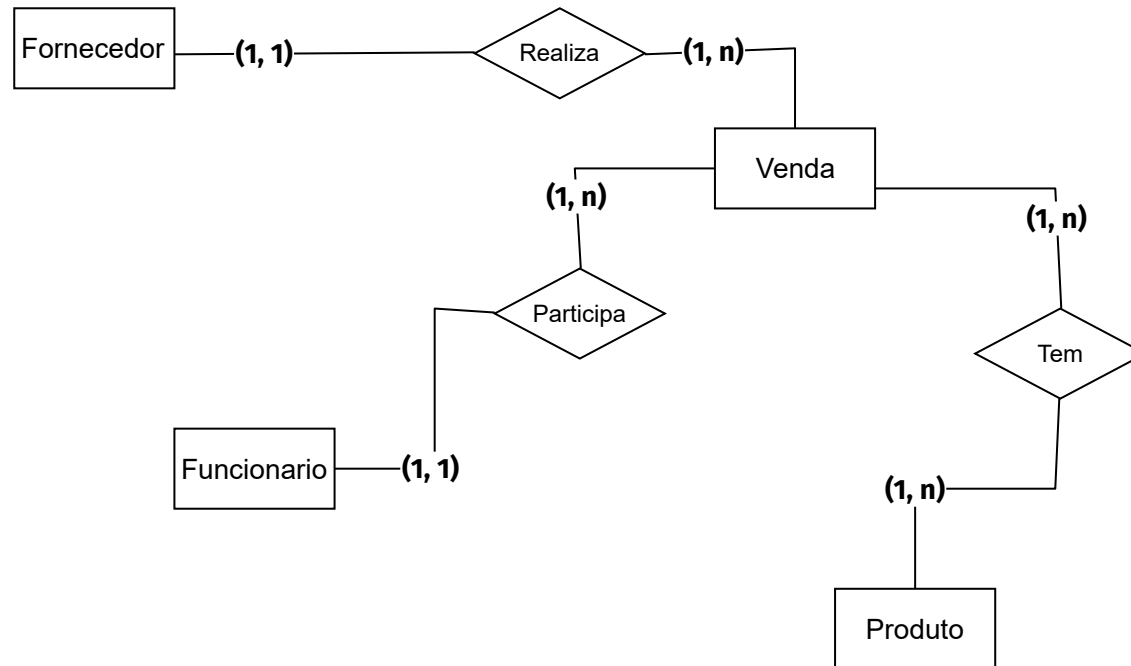 Fornecedor
(1, 1)
Realiza
(1, n)
Venda
(1, n)
(1, n)
Participa
Tem
Funcionario
(1, 1)
(1, n)
Produto